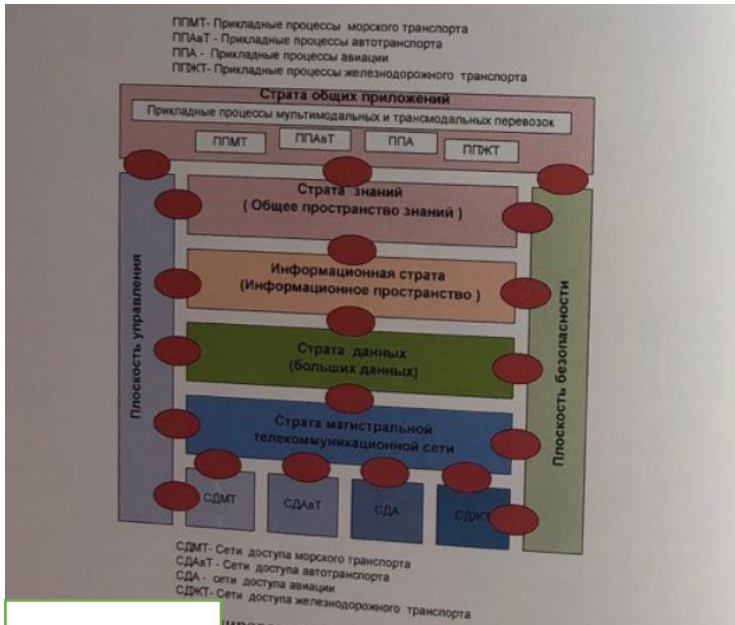 ППМТ- Прикладные процессы морского транспорта
ППАвТ - Прикладные процессы автотранспорта
ППА - Прикладные процессы авиации
ПОЖТ- Прикладные процессы железнодорожного транспорта
Страта общих приложений
Прикладные процессы мультимодальных и трансмодальных перевозок
ППМТ
ППАвТ
ППА
ПОЖТ
Плоскость управления
Страта знаний
( Общее пространство знаний )
Информационная страта
(Информационное пространство )
Страта данных
(больших данных)
Страта магистральной
телекоммуникационной сети
Плоскость безопасности
СДМТ
СДАвТ
СДА
СДЖТ
СДМТ- Сети доступа морского транспорта
СДАвТ - Сети доступа автотранспорта
СДА - сети доступа авиации
СДЖТ- Сети доступа железнодорожного транспорта